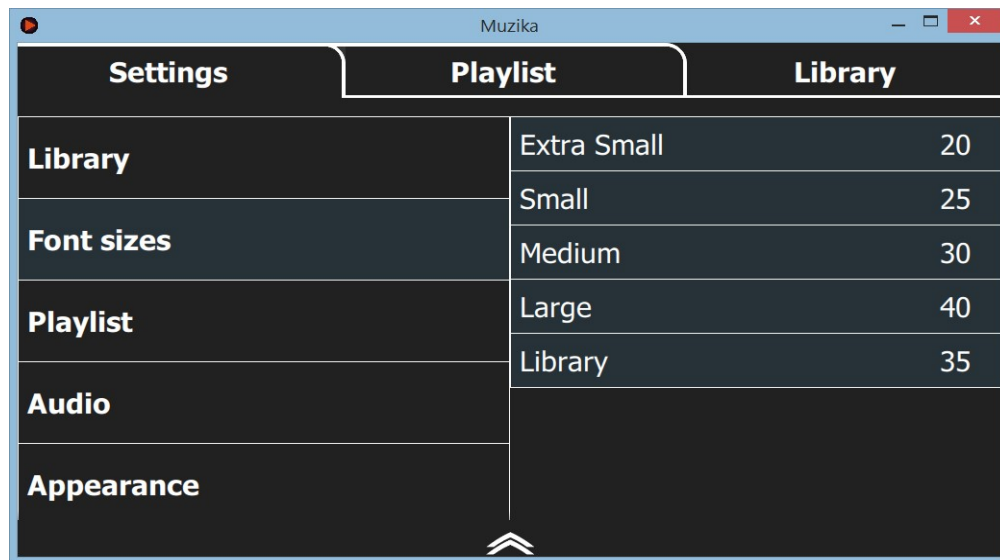 Muzika
Settings Playlist Library
Library
Font sizes
Playlist
Audio
Appearance
Extra Small 20
Small 25
Medium 30
Large 40
Library 35